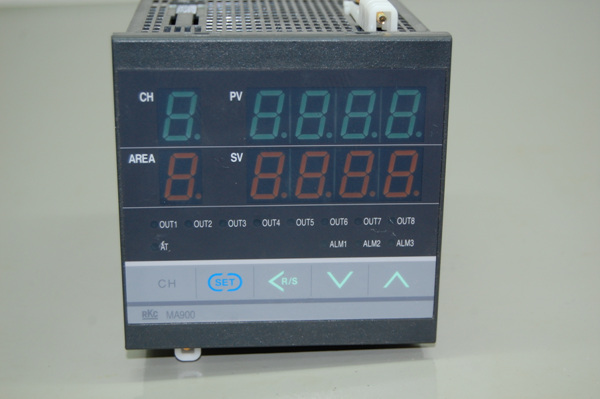 CH 8. PV 8.8.8.8.
AREA 8. SV 8.8.8.8.
OUT1 OUT2 OUT3 OUT4 OUT5 OUT6 OUT7 OUT8
AT ALM1 ALM2 ALM3
CH SET R/S
RKC MA900